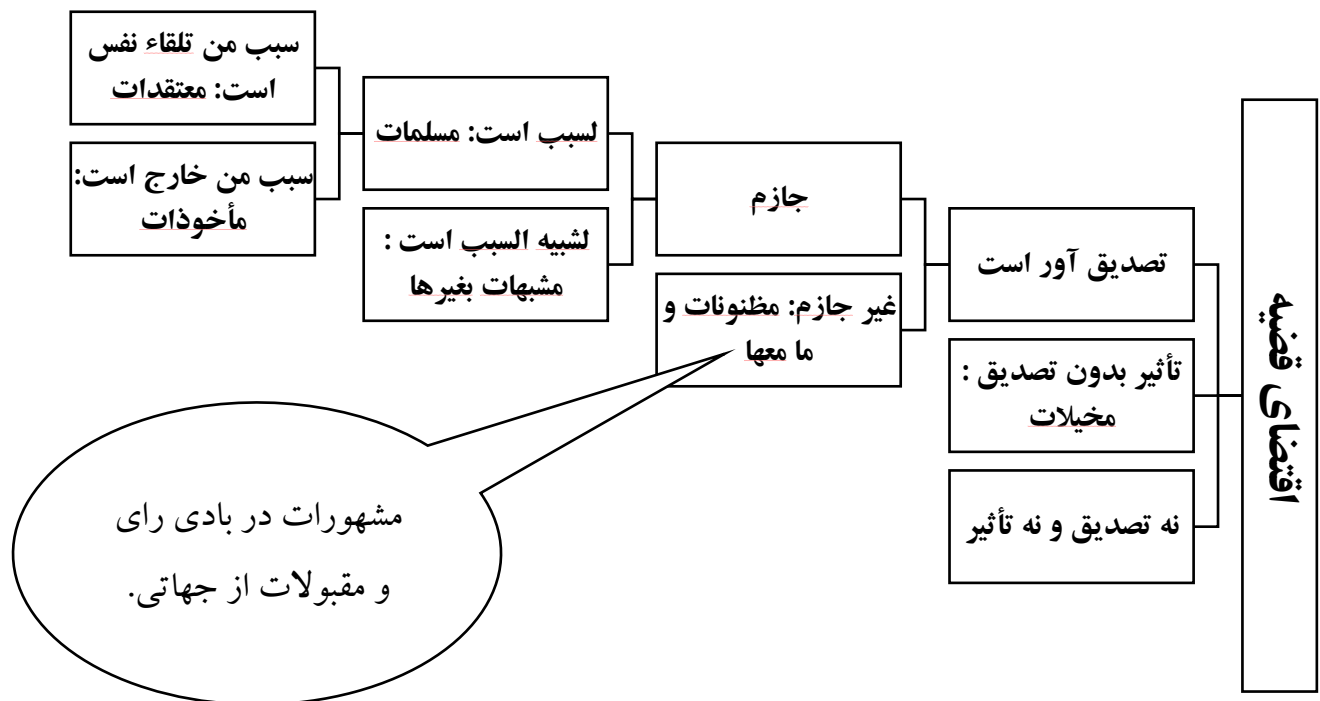 اقتضای قضیه
تصدیق آور است
تأثیر بدون تصدیق :
مخیلات
نه تصدیق و نه تأثیر
جازم
غیر جازم: مظنونات و
ما معها
لسبب است: مسلمات
لشبیه السبب است :
مشبهات بغیرها
سبب من تلقاء نفس
است: معتقدات
سبب من خارج است:
مأخوذات
مشهورات در بادی رای
و مقبولات از جهاتی.